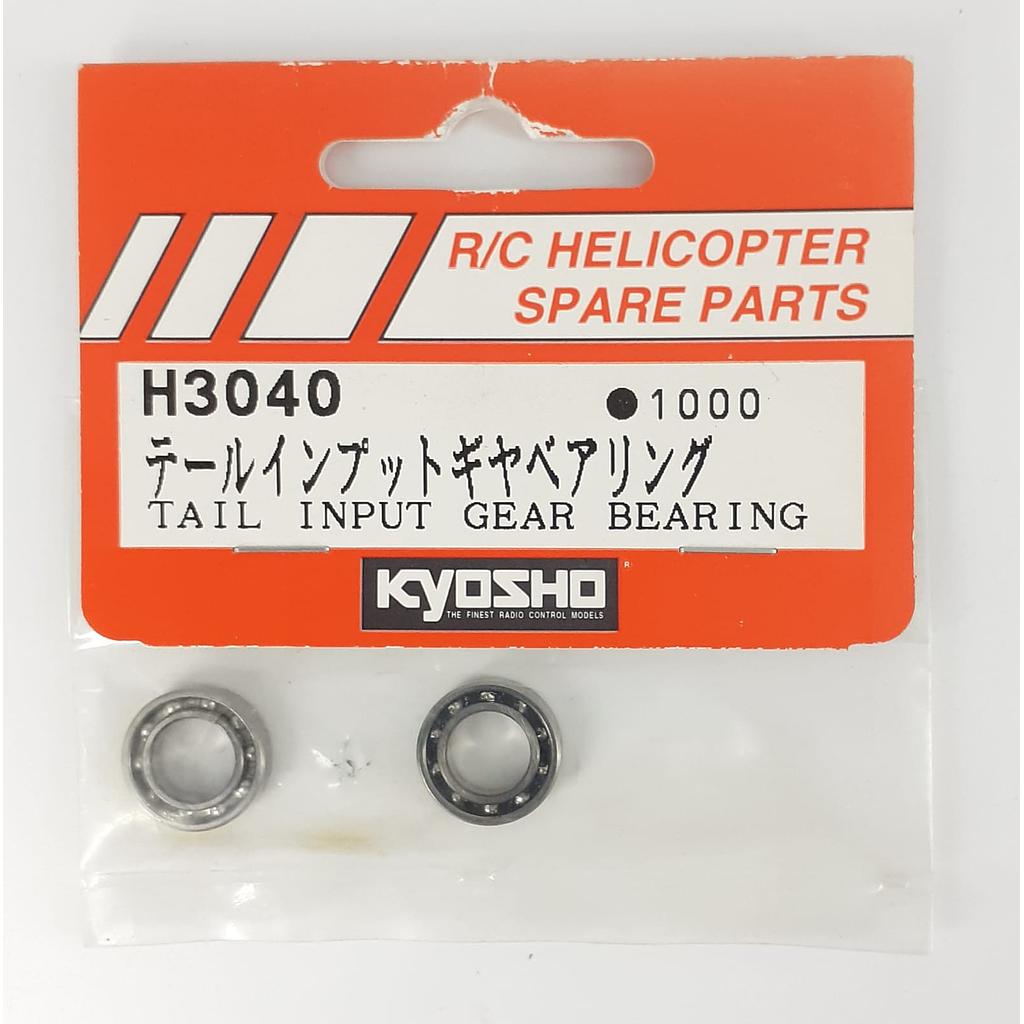 R/C HELICOPTER
SPARE PARTS
H3040 ●1000
テールインプットギヤベアリング
TAIL INPUT GEAR BEARING
KYOSHO ®
THE FINEST RADIO CONTROL MODELS